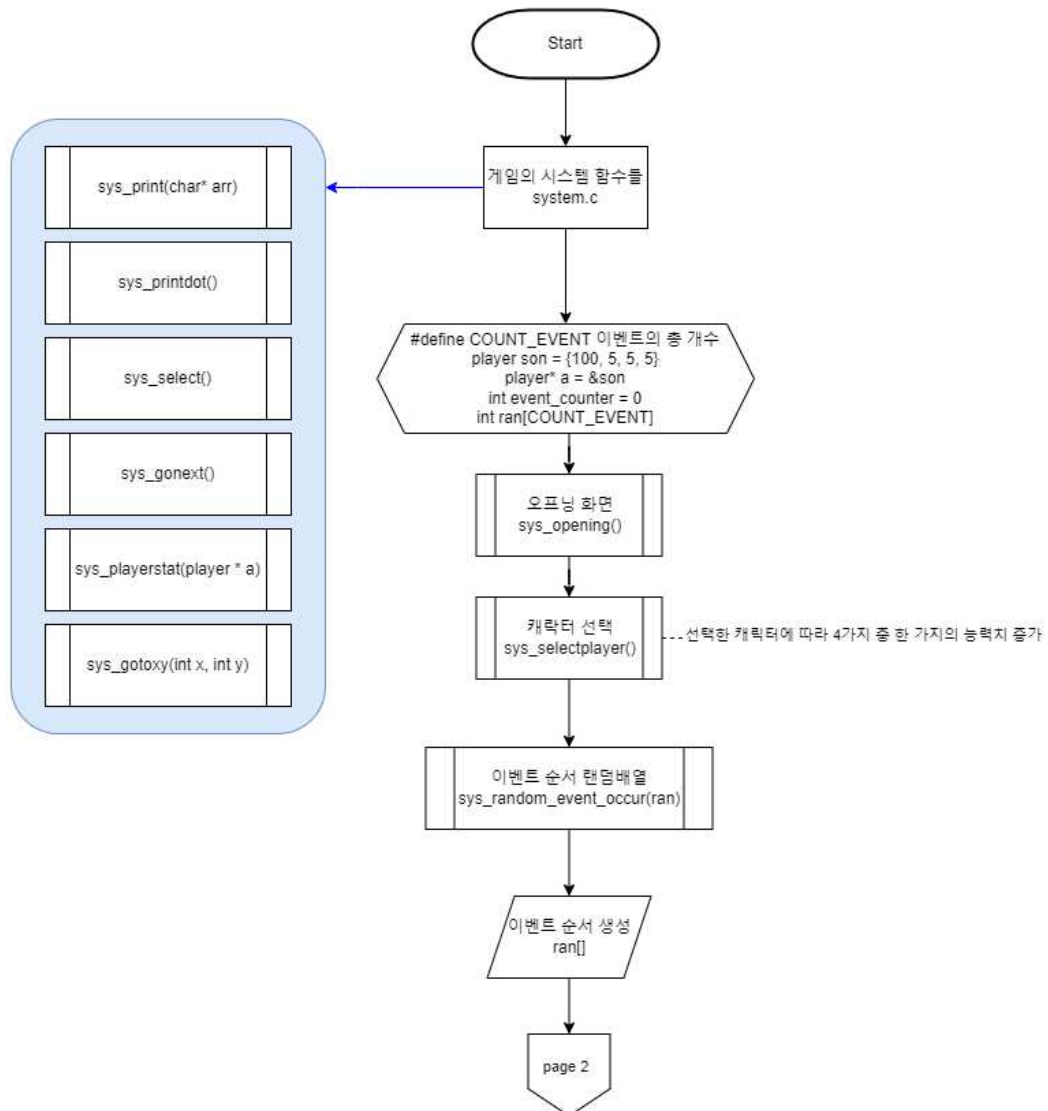 Start
게임의 시스템 함수들
system.c
sys_print(char* arr)
sys_printdot()
sys_select()
sys_gonext()
sys_playerstat(player * a)
sys_gotoxy(int x, int y)
#define COUNT_EVENT 이벤트의 총 개수
player son = {100, 5, 5, 5}
player* a = &son
int event_counter = 0
int ran[COUNT_EVENT]
오프닝 화면
sys_opening()
캐락터 선택
sys_selectplayer()
선택한 캐릭터에 따라 4가지 중 한 가지의 능력치 증가
이벤트 순서 랜덤배열
sys_random_event_occur(ran)
이벤트 순서 생성
ran[]
page 2